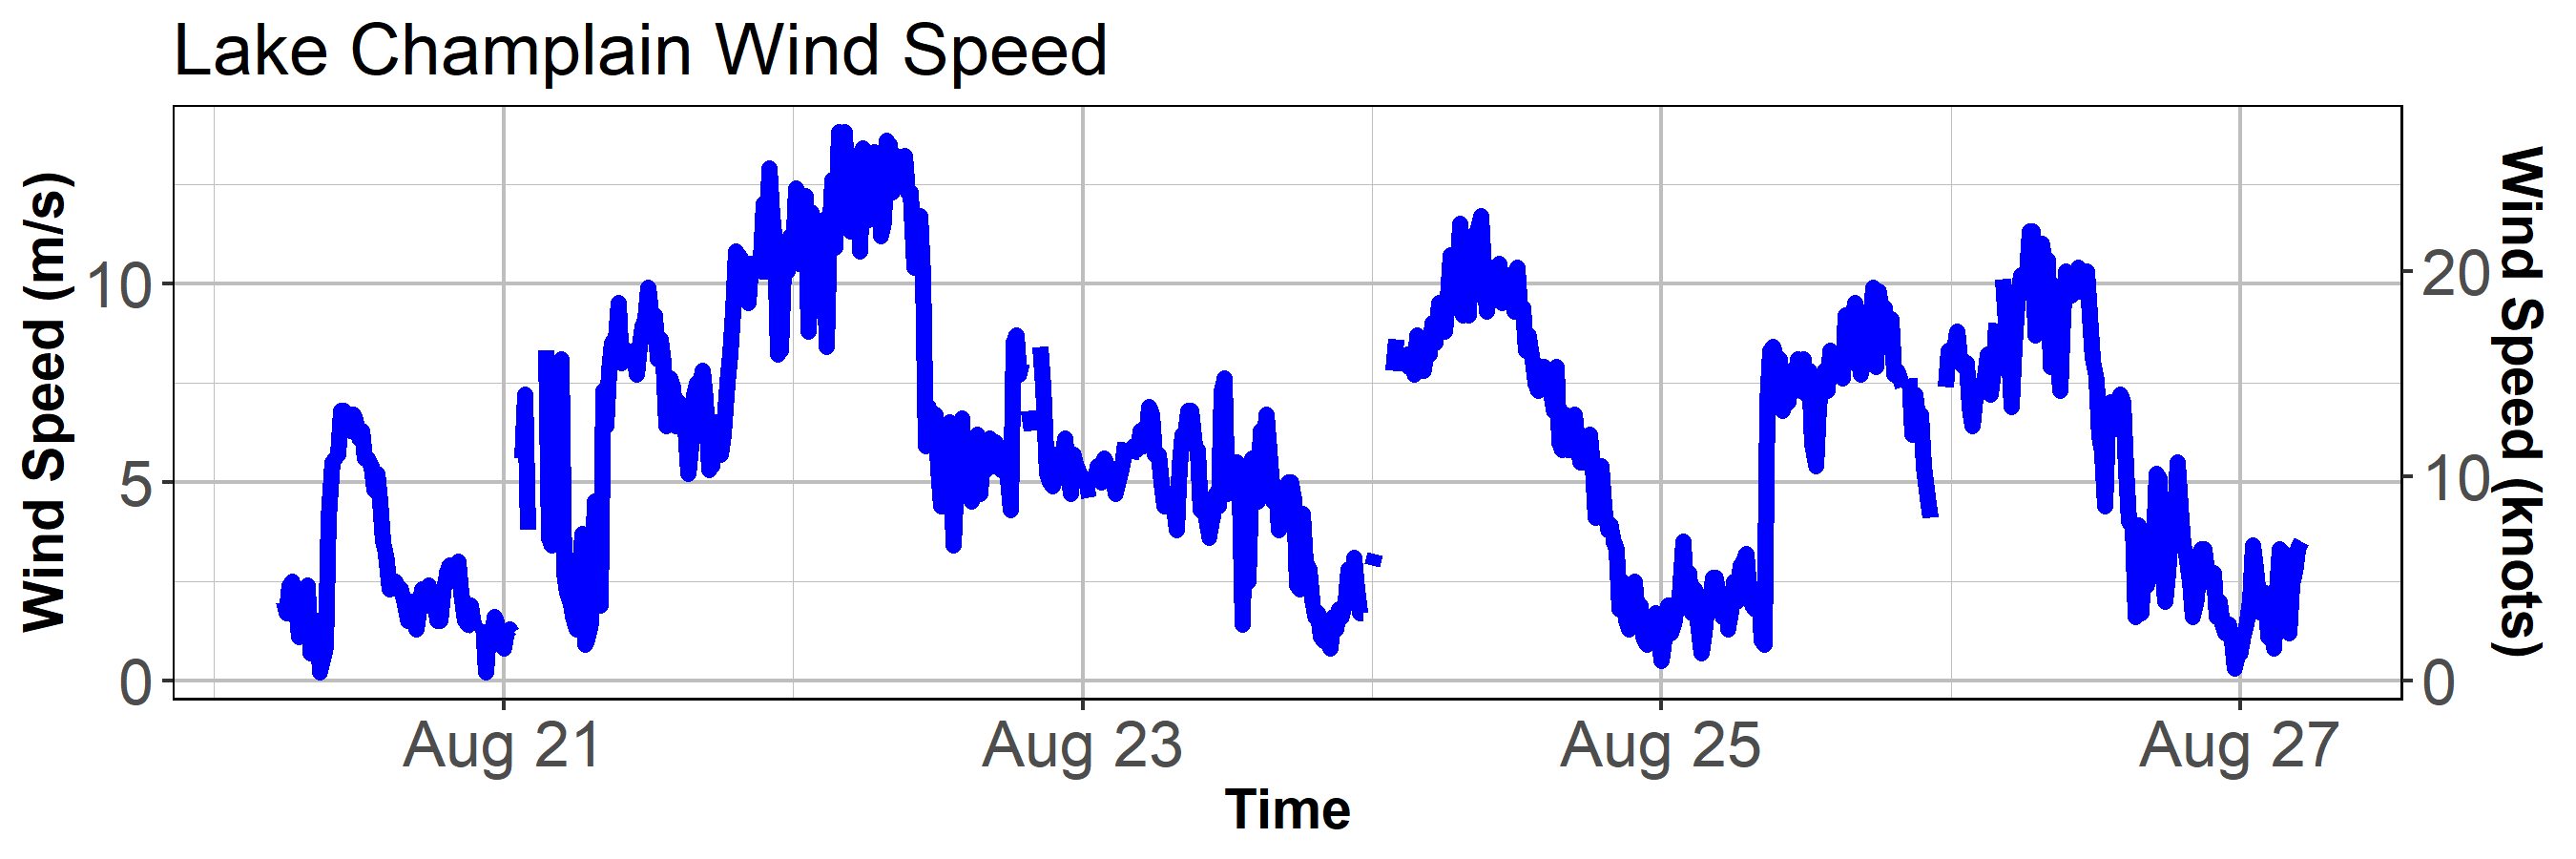 Lake Champlain Wind Speed
Wind Speed (m/s)
10
5
0
20
10
0
Wind Speed (knots)
Aug 21
Aug 23
Aug 25
Aug 27
Time